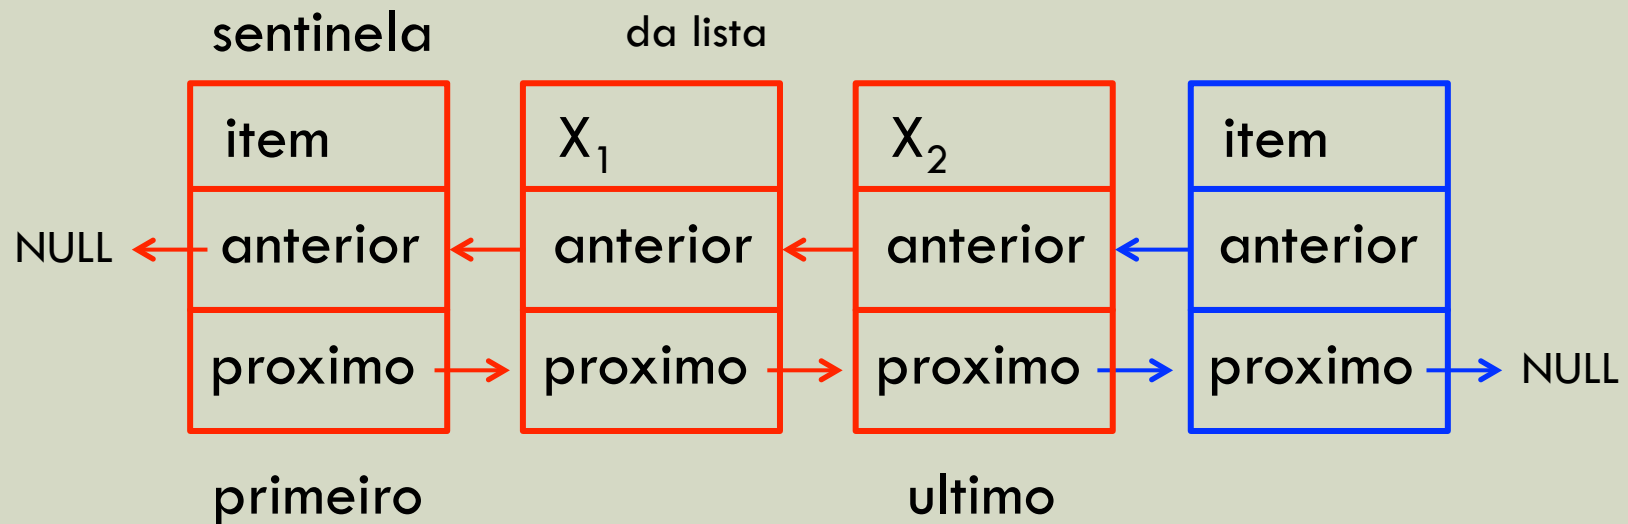 sentinela da lista
item X₁ X₂ item
NULL anterior anterior anterior anterior
proximo proximo proximo proximo NULL
primeiro ultimo